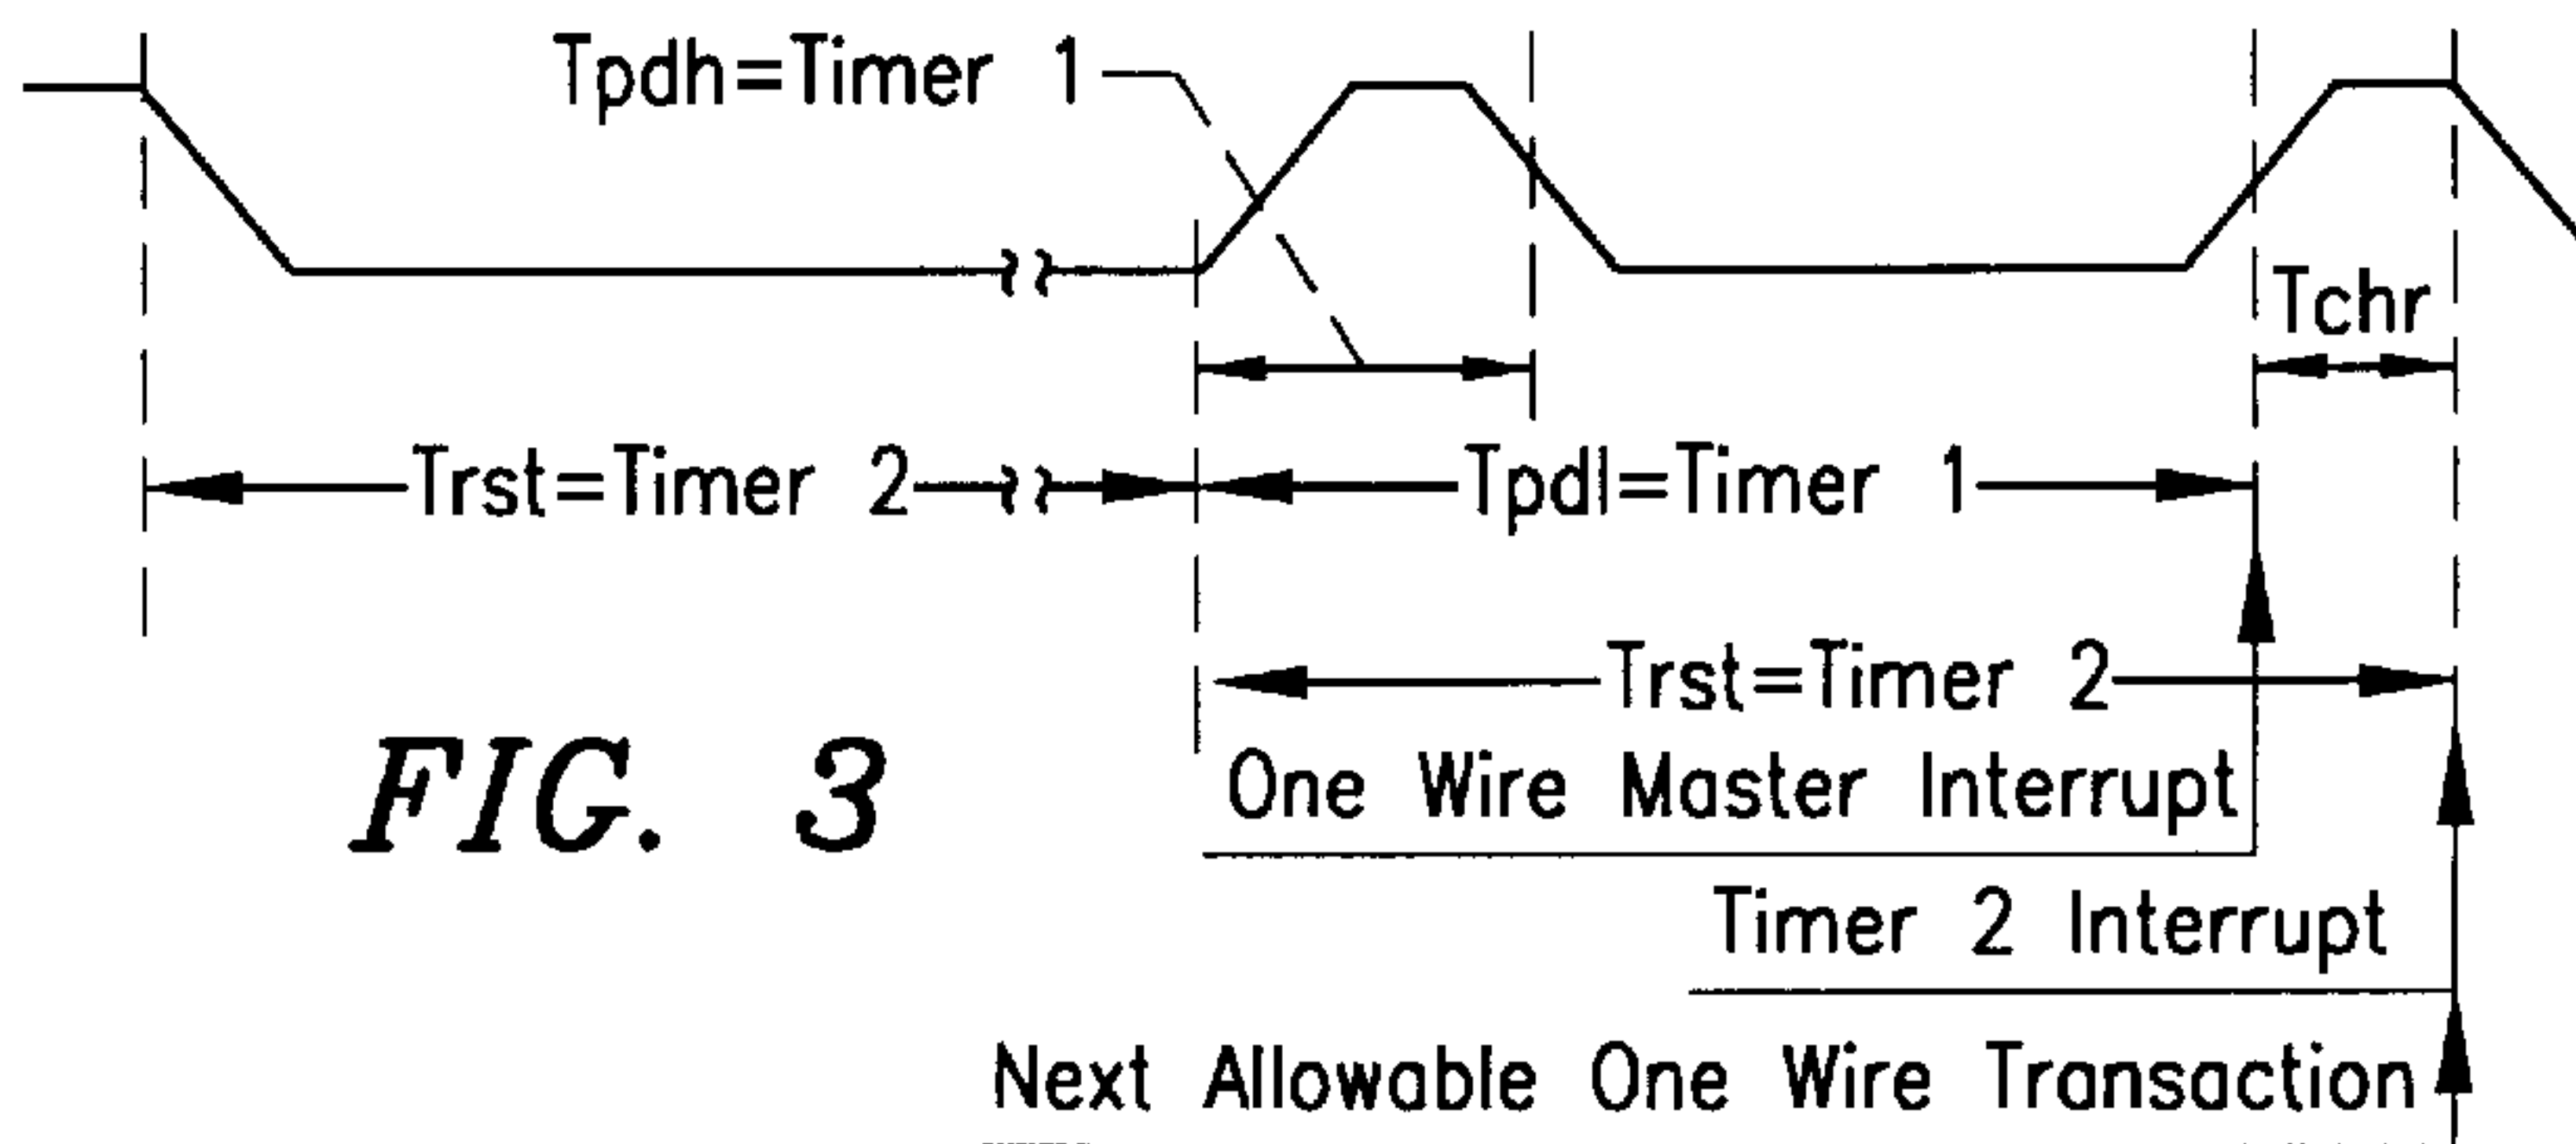 Tpdh=Timer 1
Tchr
Trst=Timer 2
Tpdl=Timer 1
Trst=Timer 2
FIG. 3
One Wire Master Interrupt
Timer 2 Interrupt
Next Allowable One Wire Transaction